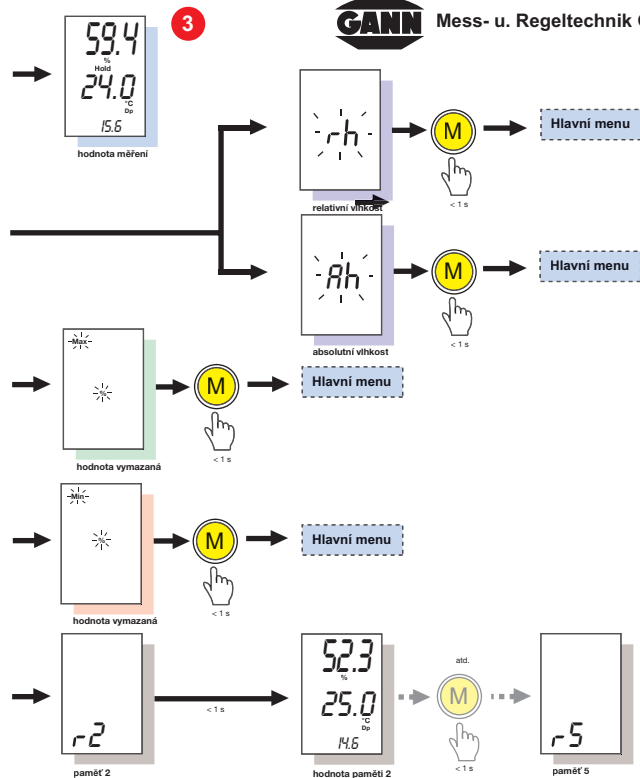 GANN Mess- u. Regeltechnik
3
59.4
%
Hold
24.0
°C
Dp
15.6
hodnota měření
rh
relativní vlhkost
M
< 1 s
Hlavní menu
Ah
absolutní vlhkost
M
< 1 s
Hlavní menu
Max
%
hodnota vymazaná
M
< 1 s
Hlavní menu
Min
%
hodnota vymazaná
M
< 1 s
Hlavní menu
r2
paměť 2
< 1 s
52.3
%
25.0
°C
Dp
14.6
hodnota paměti 2
atd.
M
< 1 s
r5
paměť 5